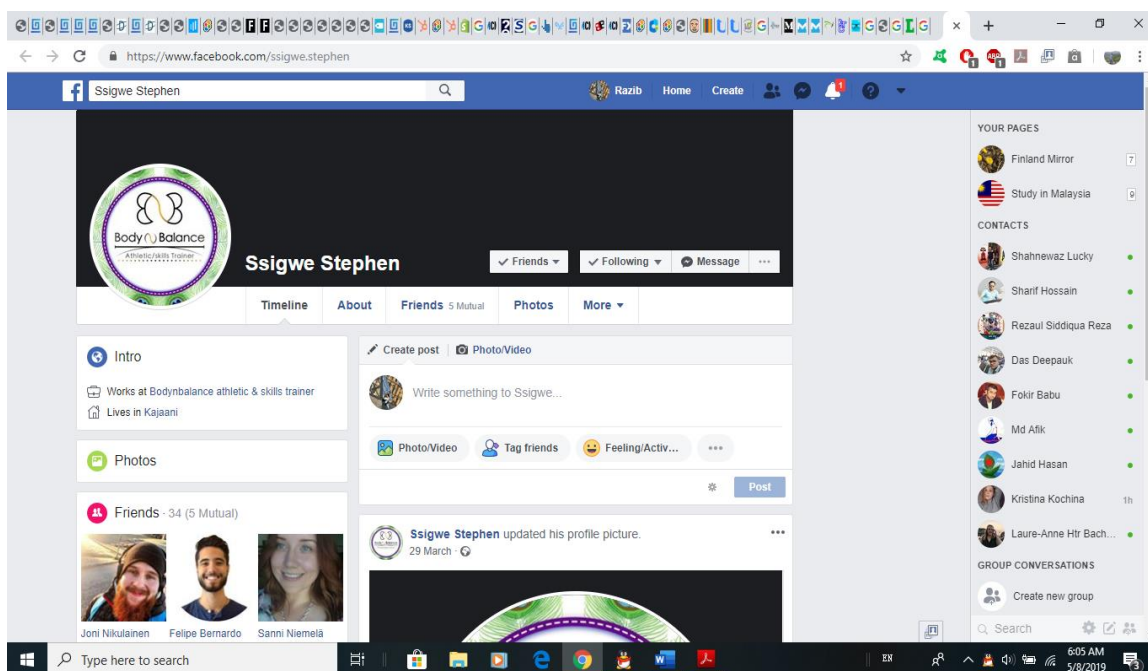 https://www.facebook.com/ssigwe.stephen
Ssigwe Stephen
Razib Home Create
1
Body Balance
Athletic/skills Trainer
Ssigwe Stephen
Friends Following Message
Timeline About Friends 5 Mutual Photos More
Intro
Works at Bodynbalance athletic & skills trainer
Lives in Kajaani
Photos
Friends · 34 (5 Mutual)
Joni Nikulainen Felipe Bernardo Sanni Niemelä
Create post Photo/Video
Write something to Ssigwe...
Photo/Video Tag friends Feeling/Activ...
Post
Ssigwe Stephen updated his profile picture.
29 March
YOUR PAGES
Finland Mirror 7
Study in Malaysia 9
CONTACTS
Shahnewaz Lucky
Sharif Hossain
Rezaul Siddiqua Reza
Das Deepauk
Fokir Babu
Md Afik
Jahid Hasan
Kristina Kochina 1h
Laure-Anne Htr Bach...
GROUP CONVERSATIONS
Create new group
Search
Type here to search
EN
6:05 AM
5/8/2019